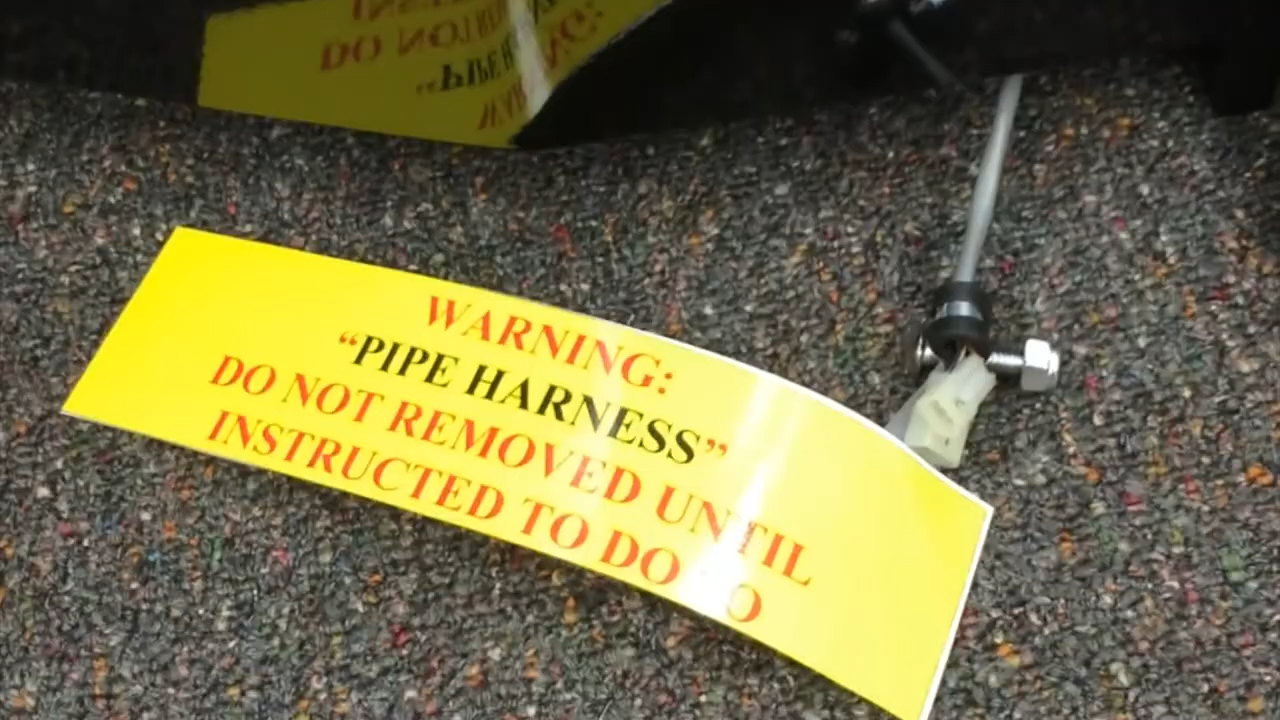 WARNING:
“PIPE HARNESS”
DO NOT REMOVED UNTIL
INSTRUCTED TO DO